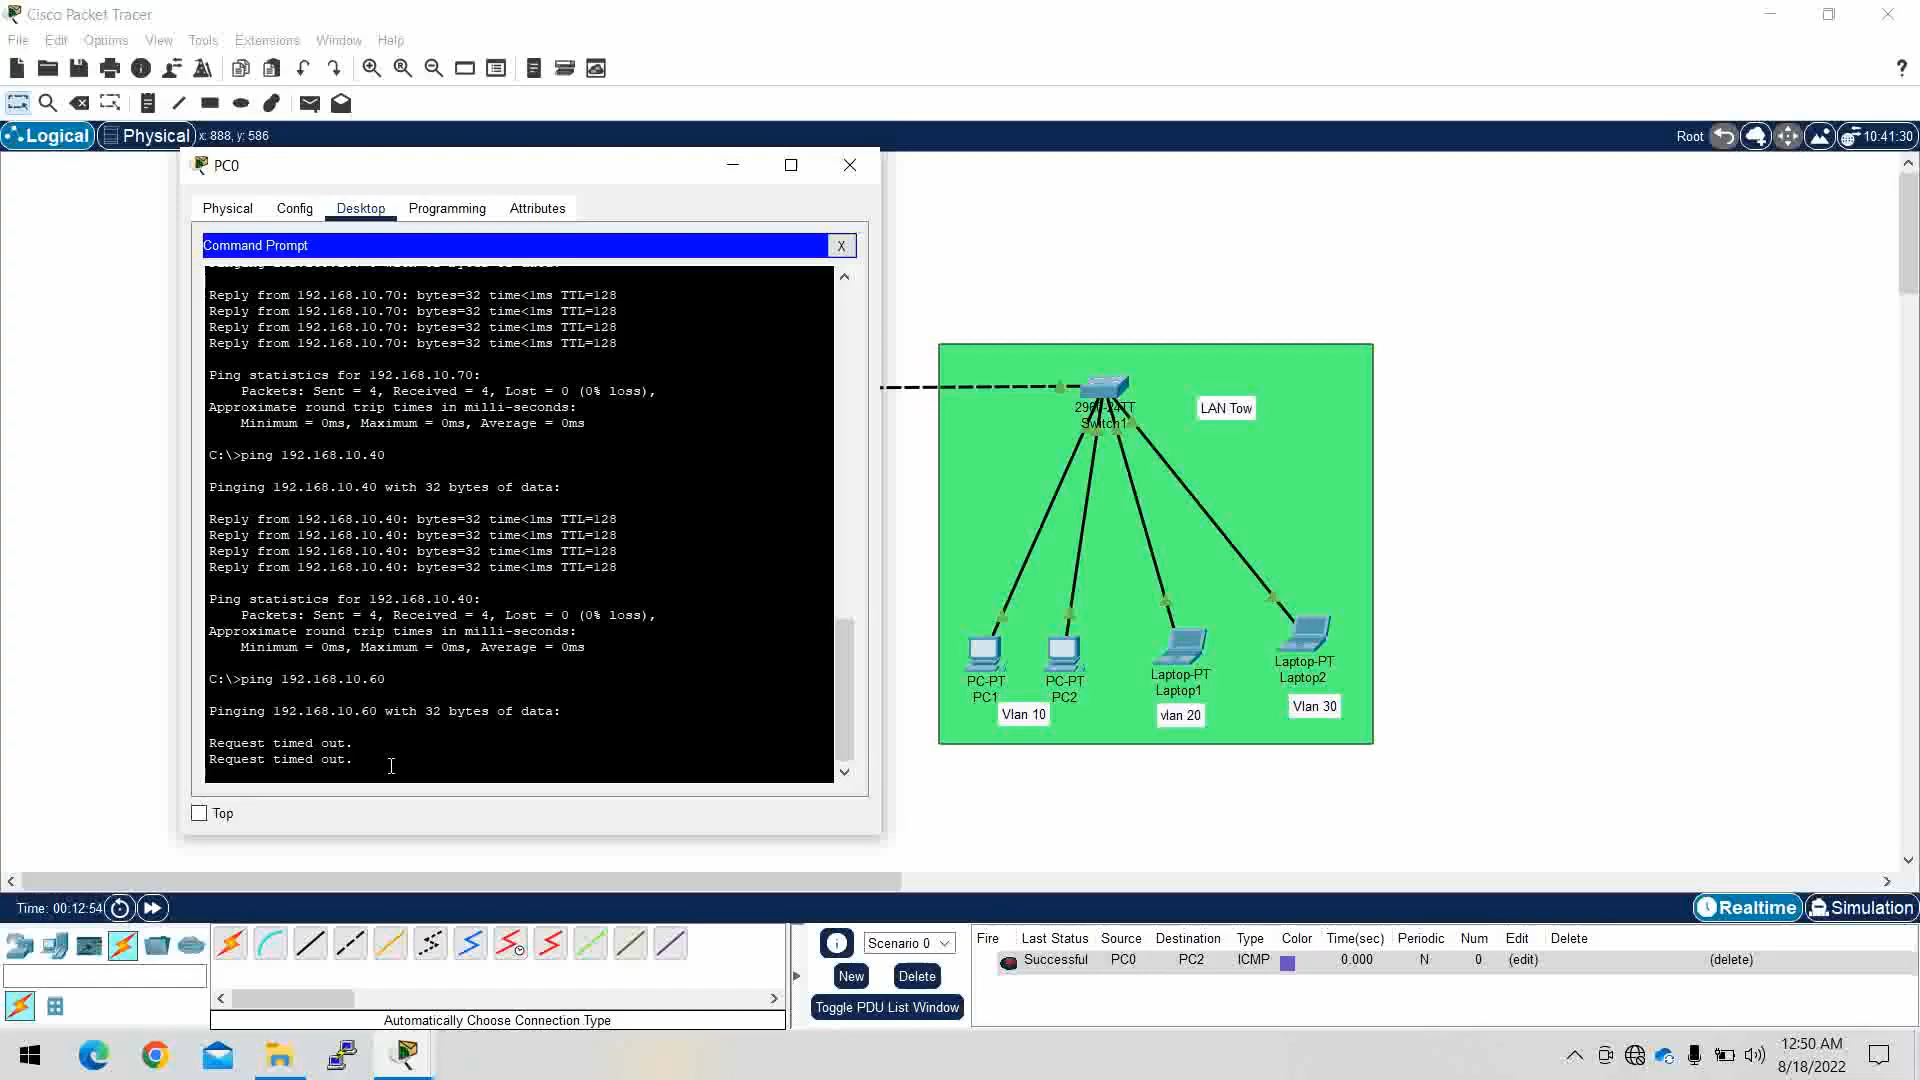 Cisco Packet Tracer
File Edit Options View Tools Extensions Window Help
Logical Physical x: 888, y: 586
Root 10:41:30
PC0
Physical Config Desktop Programming Attributes
Command Prompt X
Reply from 192.168.10.70: bytes=32 time<1ms TTL=128
Reply from 192.168.10.70: bytes=32 time<1ms TTL=128
Reply from 192.168.10.70: bytes=32 time<1ms TTL=128
Reply from 192.168.10.70: bytes=32 time<1ms TTL=128
Ping statistics for 192.168.10.70:
Packets: Sent = 4, Received = 4, Lost = 0 (0% loss),
Approximate round trip times in milli-seconds:
Minimum = 0ms, Maximum = 0ms, Average = 0ms
C:\>ping 192.168.10.40
Pinging 192.168.10.40 with 32 bytes of data:
Reply from 192.168.10.40: bytes=32 time<1ms TTL=128
Reply from 192.168.10.40: bytes=32 time<1ms TTL=128
Reply from 192.168.10.40: bytes=32 time<1ms TTL=128
Reply from 192.168.10.40: bytes=32 time<1ms TTL=128
Ping statistics for 192.168.10.40:
Packets: Sent = 4, Received = 4, Lost = 0 (0% loss),
Approximate round trip times in milli-seconds:
Minimum = 0ms, Maximum = 0ms, Average = 0ms
C:\>ping 192.168.10.60
Pinging 192.168.10.60 with 32 bytes of data:
Request timed out.
Request timed out.
Top
LAN Tow
Switch1
PC-PT
PC1
PC-PT
PC2
Laptop-PT
Laptop1
Laptop-PT
Laptop2
Vlan 10
vlan 20
Vlan 30
Time: 00:12:54
Realtime Simulation
Automatically Choose Connection Type
Scenario 0
New Delete
Toggle PDU List Window
Fire Last Status Source Destination Type Color Time(sec) Periodic Num Edit Delete
Successful PC0 PC2 ICMP 0.000 N 0 (edit) (delete)
12:50 AM
8/18/2022